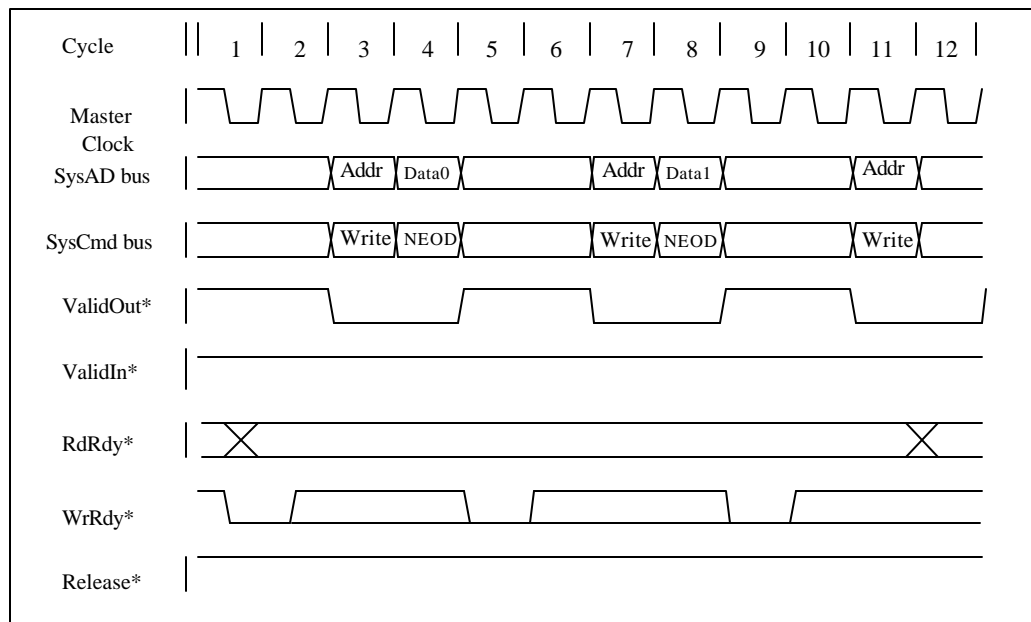 Cycle 1 2 3 4 5 6 7 8 9 10 11 12
Master
Clock
SysAD bus Addr Data0 Addr Data1 Addr
SysCmd bus Write NEOD Write NEOD Write
ValidOut*
ValidIn*
RdRdy*
WrRdy*
Release*